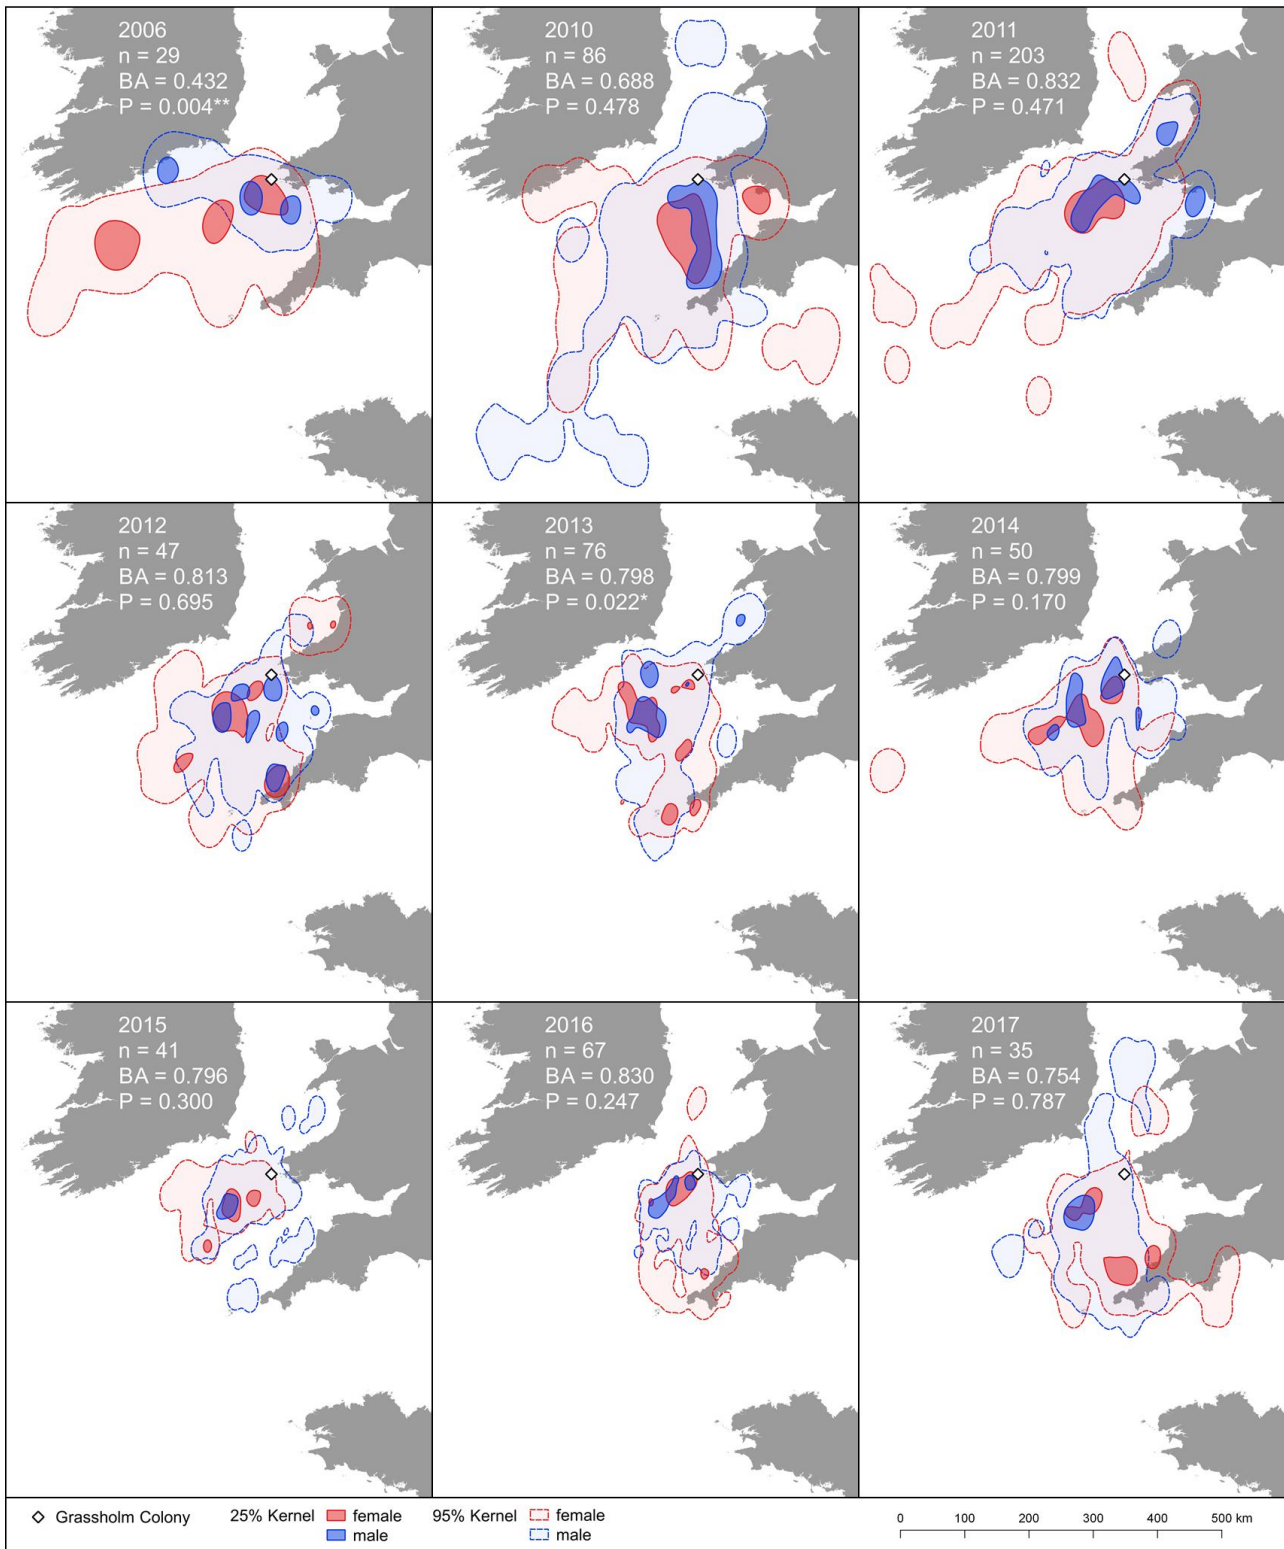 2006
n = 29
BA = 0.432
P = 0.004**
2010
n = 86
BA = 0.688
P = 0.478
2011
n = 203
BA = 0.832
P = 0.471
2012
n = 47
BA = 0.813
P = 0.695
2013
n = 76
BA = 0.798
P = 0.022*
2014
n = 50
BA = 0.799
P = 0.170
2015
n = 41
BA = 0.796
P = 0.300
2016
n = 67
BA = 0.830
P = 0.247
2017
n = 35
BA = 0.754
P = 0.787
Grassholm Colony 25% Kernel female 95% Kernel female
male male
0 100 200 300 400 500 km